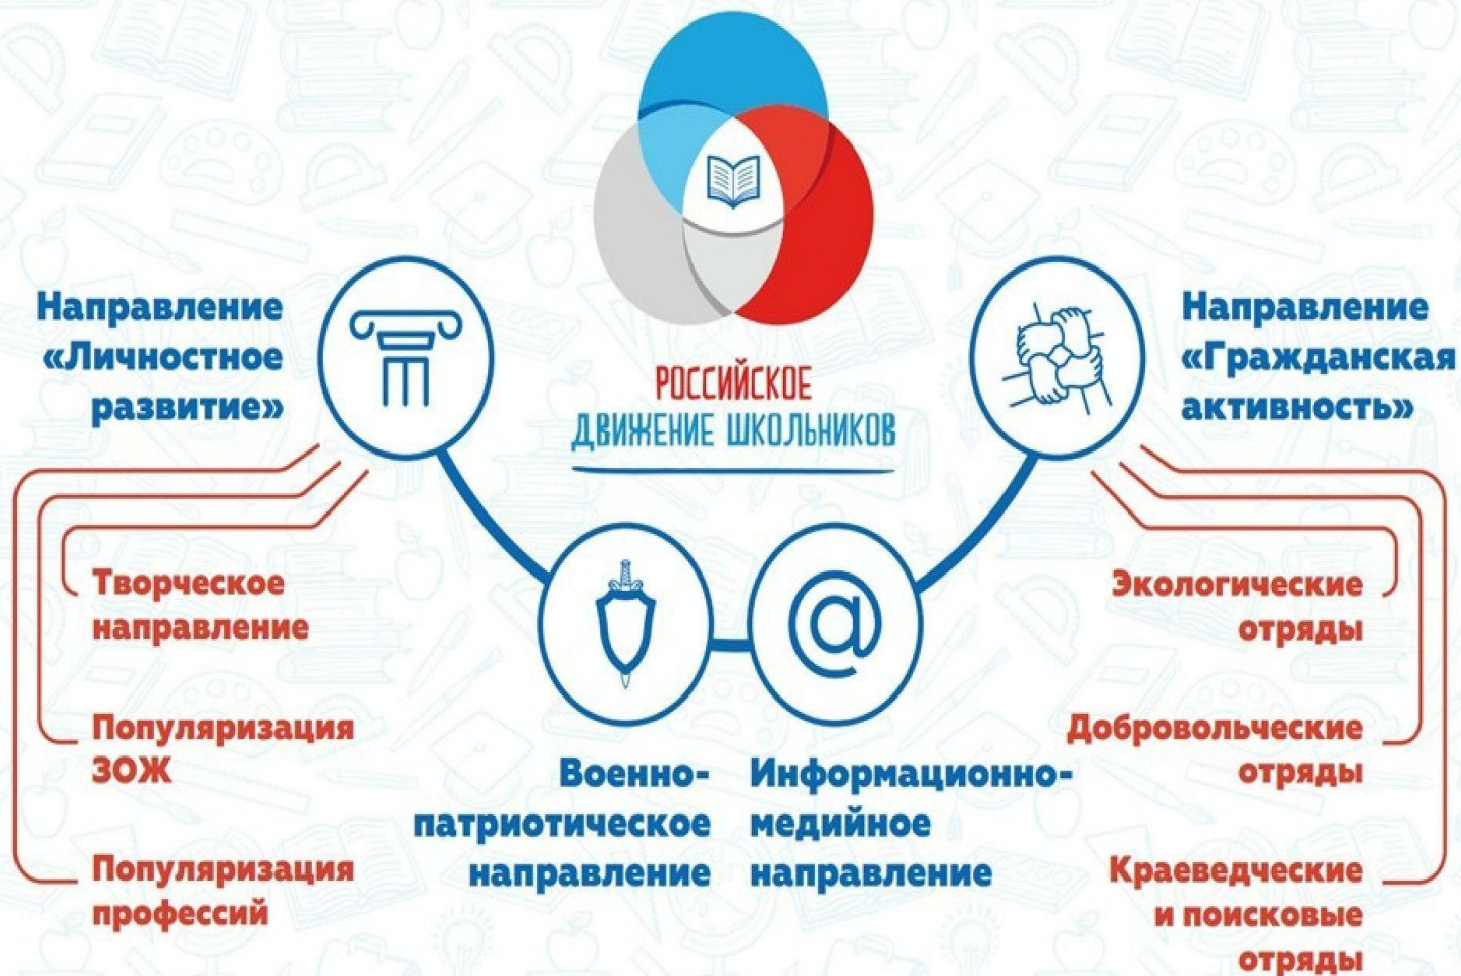 РОССИЙСКОЕ
ДВИЖЕНИЕ ШКОЛЬНИКОВ
Направление
«Личностное
развитие»
Творческое
направление
Популяризация
ЗОЖ
Популяризация
профессий
Военно-
патриотическое
направление
@
Информационно-
медийное
направление
Направление
«Гражданская
активность»
Экологические
отряды
Добровольческие
отряды
Краеведческие
и поисковые
отряды